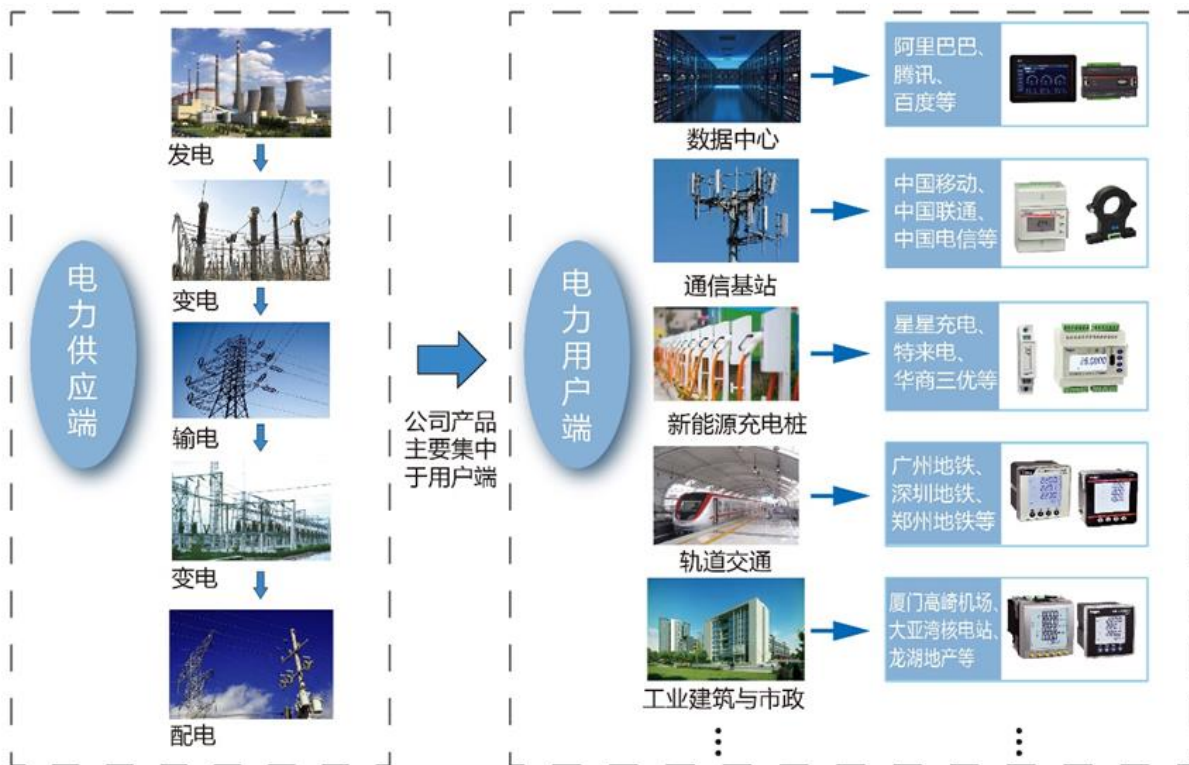 电力供应端
发电
变电
输电
变电
配电
公司产品
主要集中
于用户端
电力用户端
数据中心
阿里巴巴、
腾讯、
百度等
通信基站
中国移动、
中国联通、
中国电信等
新能源充电桩
星星充电、
特来电、
华商三优等
轨道交通
广州地铁、
深圳地铁、
郑州地铁等
工业建筑与市政
厦门高崎机场、
大亚湾核电站、
龙湖地产等